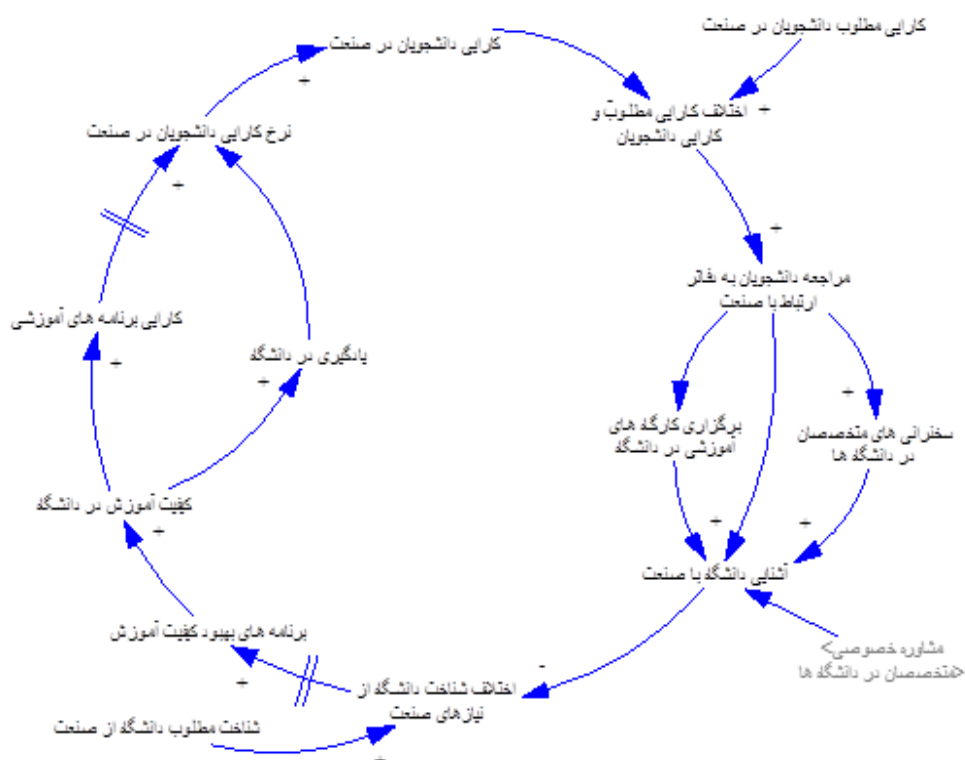 کارایی مطلوب دانشجویان در صنعت
کارایی دانشجویان در صنعت
+
+
اختلاف کارایی مطلوب و
کارایی دانشجویان
نرخ کارایی دانشجویان در صنعت
+
+
مراجعه دانشجویان به دفاتر
ارتباط با صنعت
کارایی برنامه های آموزشی
+
یادگیری در دانشگاه
+
+
برگزاری کارگاه های
آموزشی در دانشگاه
سخنرانی های متخصصان
در دانشگاه ها
کیفیت آموزش در دانشگاه
+
+
+
آشنایی دانشگاه با صنعت
برنامه های بهبود کیفیت آموزش
+
-
<مشاوره خصوصی
متخصصان در دانشگاه ها>
اختلاف شناخت دانشگاه از
نیازهای صنعت
شناخت مطلوب دانشگاه از صنعت
+